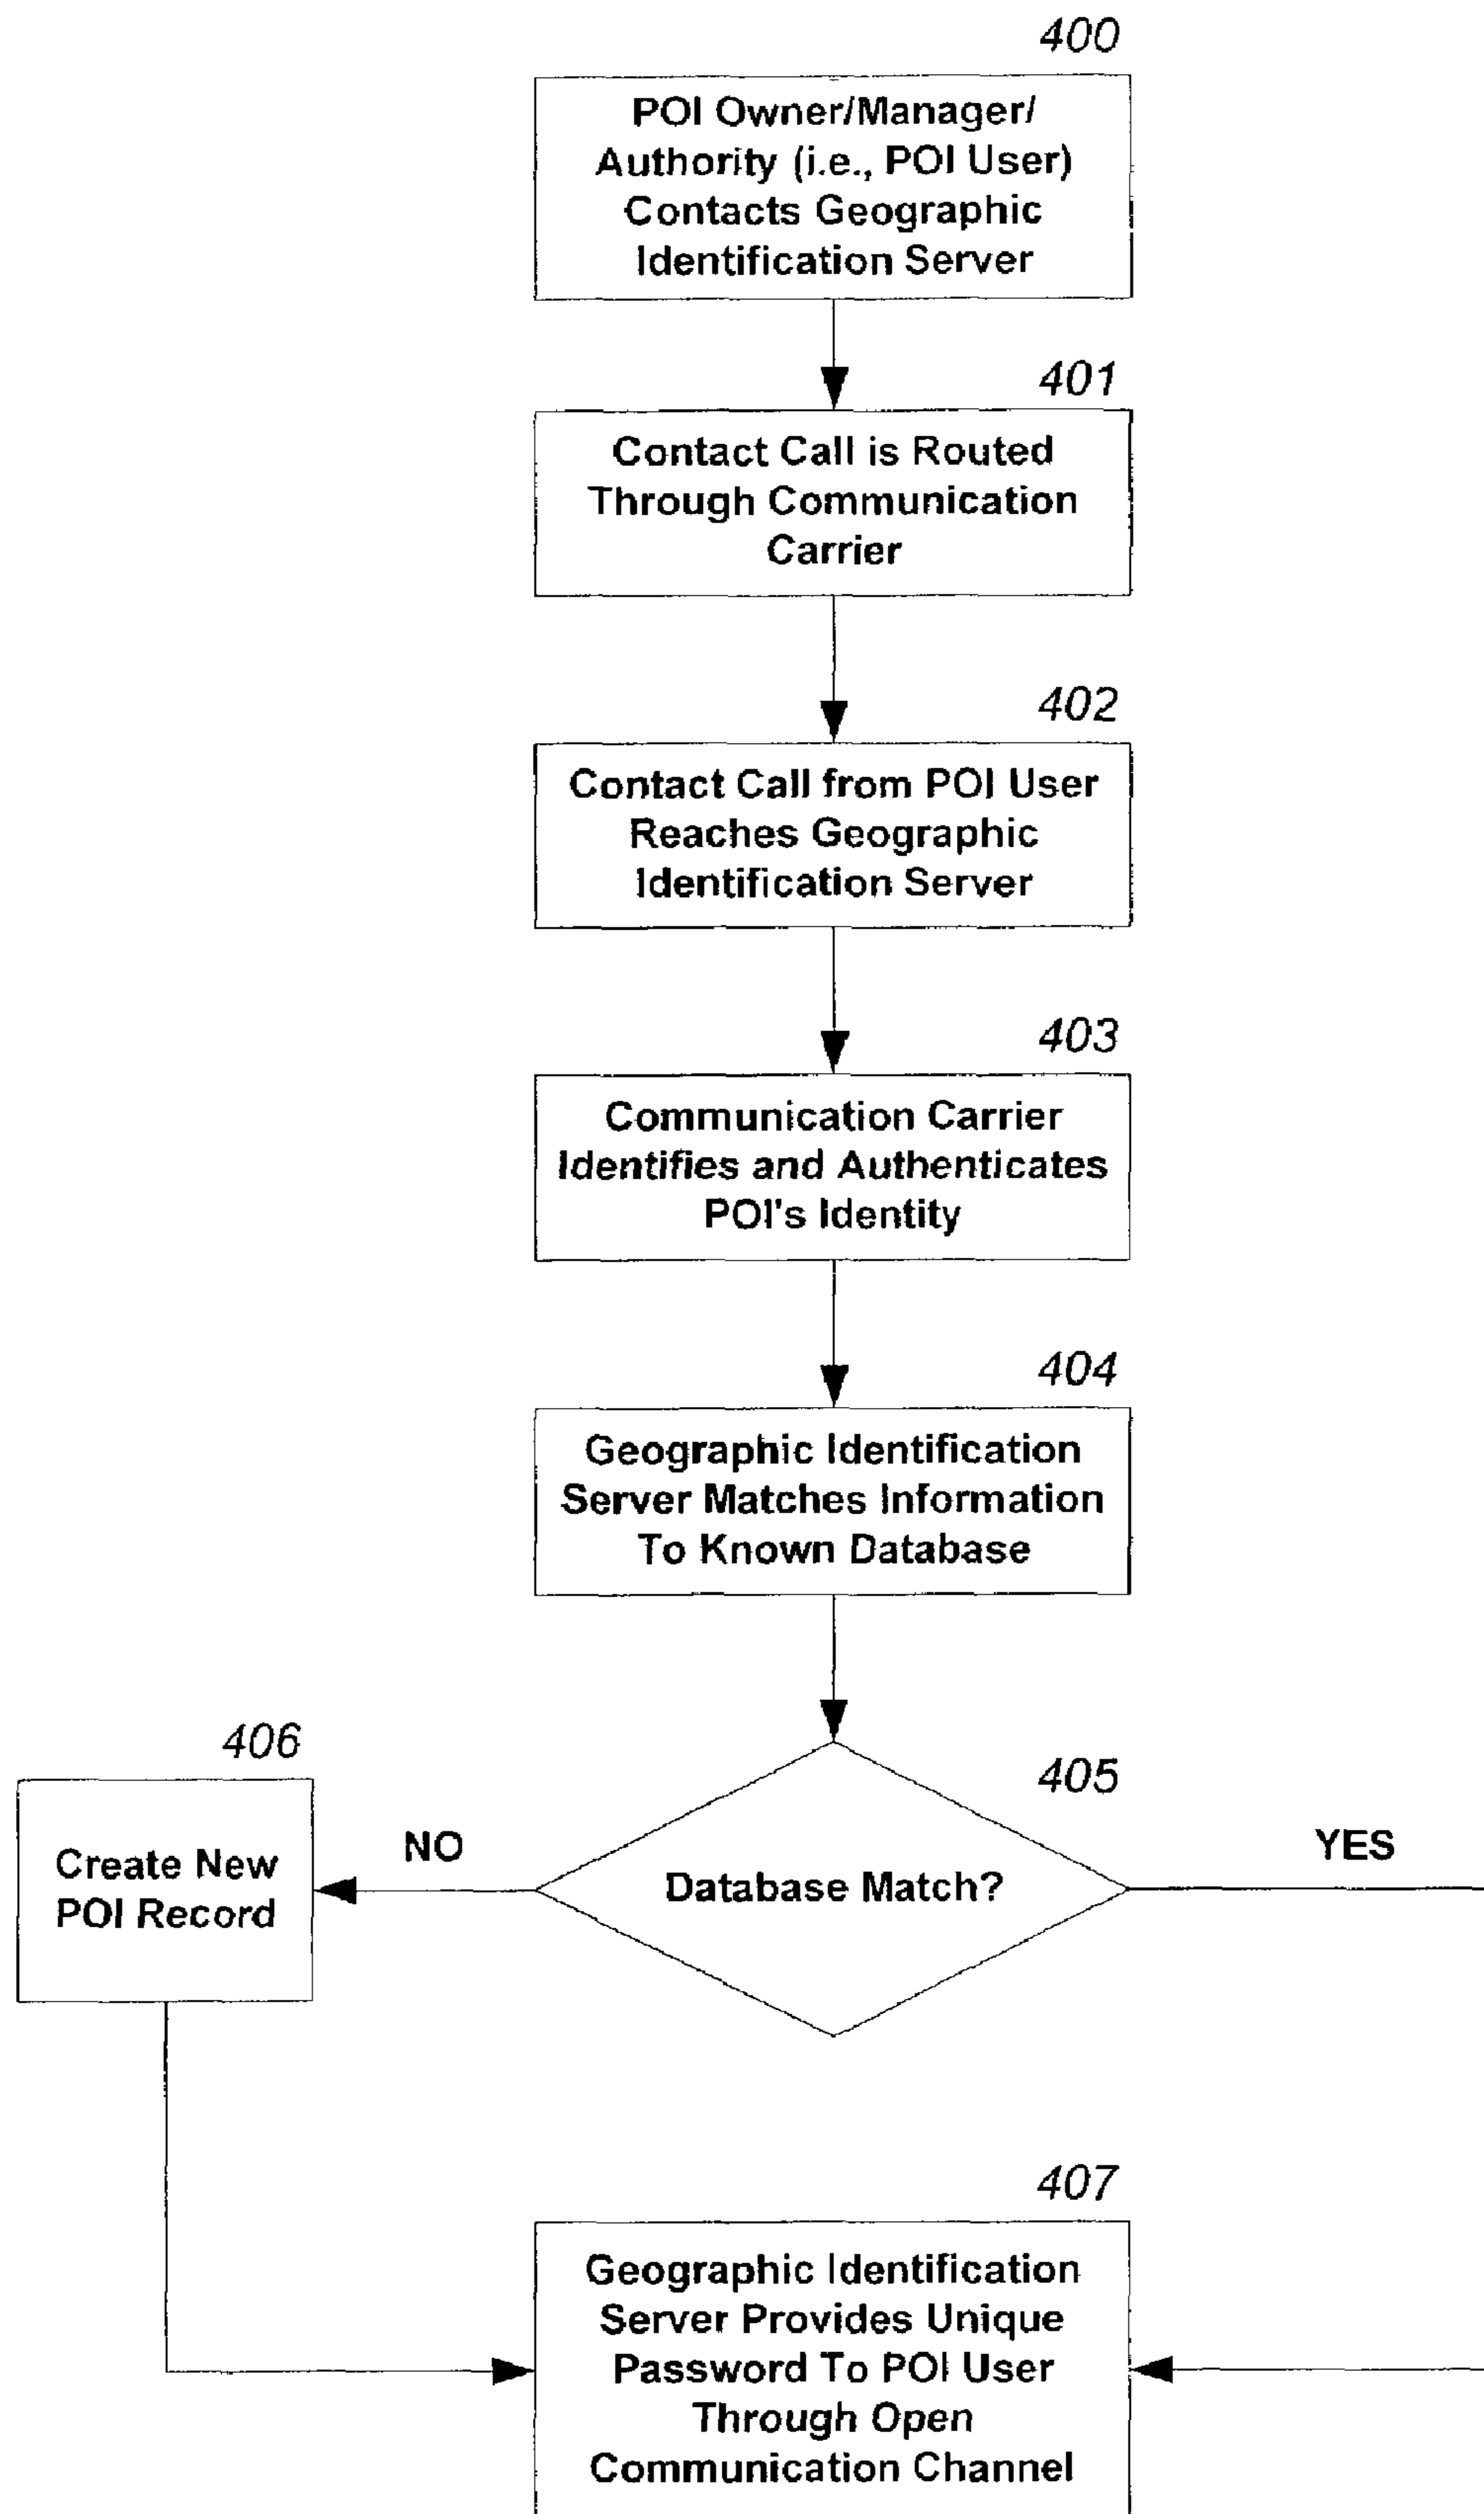 400
POI Owner/Manager/
Authority (i.e., POI User)
Contacts Geographic
Identification Server
401
Contact Call is Routed
Through Communication
Carrier
402
Contact Call from POI User
Reaches Geographic
Identification Server
403
Communication Carrier
Identifies and Authenticates
POI's Identity
404
Geographic Identification
Server Matches Information
To Known Database
405
Database Match?
YES
NO
406
Create New
POI Record
407
Geographic Identification
Server Provides Unique
Password To POI User
Through Open
Communication Channel